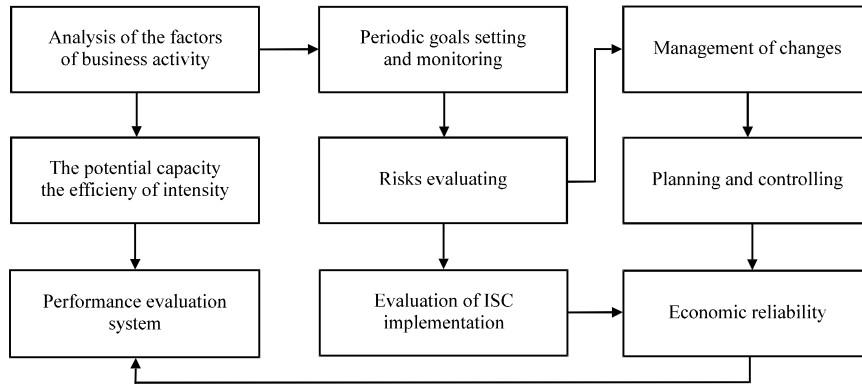 Analysis of the factors
of business activity
Periodic goals setting
and monitoring
Management of changes
The potential capacity
the efficieny of intensity
Risks evaluating
Planning and controlling
Performance evaluation
system
Evaluation of ISC
implementation
Economic reliability